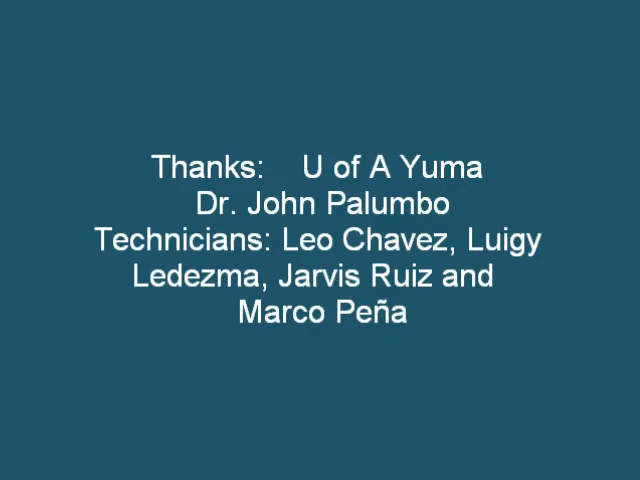 Thanks: U of A Yuma
Dr. John Palumbo
Technicians: Leo Chavez, Luigy
Ledezma, Jarvis Ruiz and
Marco Peña